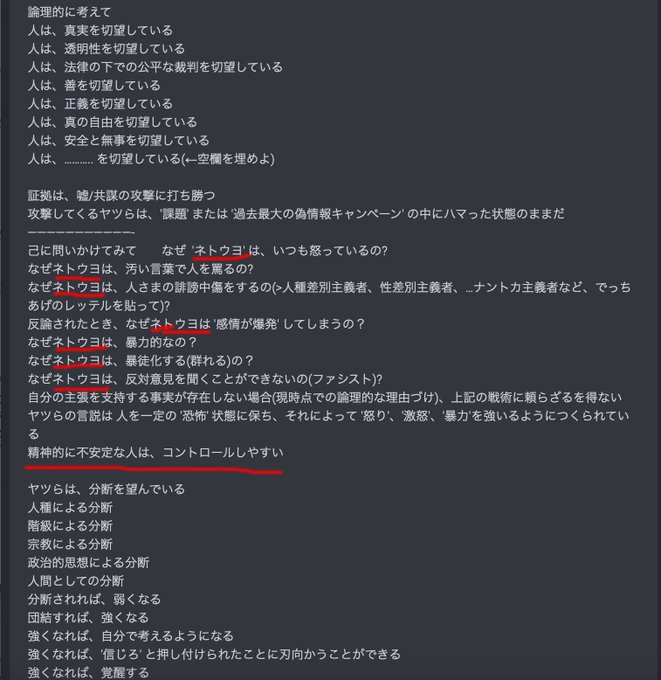 論理的に考えて
人は、真実を切望している
人は、透明性を切望している
人は、法律の下での公平な裁判を切望している
人は、善を切望している
人は、正義を切望している
人は、真の自由を切望している
人は、安全と無事を切望している
人は、……….. を切望している(←空欄を埋めよ)
証拠は、嘘/共謀の攻撃に打ち勝つ
攻撃してくるヤツらは、'課題' または '過去最大の偽情報キャンペーン' の中にハマった状態のままだ
———————————-
己に問いかけてみて　　なぜ 'ネトウヨ' は、いつも怒っているの?
なぜネトウヨは、汚い言葉で人を罵るの?
なぜネトウヨは、人さまの誹謗中傷をするの(>人種差別主義者、性差別主義者、…ナントカ主義者など、でっち
あげのレッテルを貼って)?
反論されたとき、なぜネトウヨは '感情が爆発' してしまうの？
なぜネトウヨは、暴力的なの？
なぜネトウヨは、暴徒化する(群れる)の？
なぜネトウヨは、反対意見を聞くことができないの(ファシスト)?
自分の主張を支持する事実が存在しない場合(現時点での論理的な理由づけ)、上記の戦術に頼らざるを得ない
ヤツらの言説は 人を一定の '恐怖' 状態に保ち、それによって '怒り'、'激怒'、'暴力'を強いるようにつくられてい
る
精神的に不安定な人は、コントロールしやすい
ヤツらは、分断を望んでいる
人種による分断
階級による分断
宗教による分断
政治的思想による分断
人間としての分断
分断されれば、弱くなる
団結すれば、強くなる
強くなれば、自分で考えるようになる
強くなれば、'信じろ' と押し付けられたことに刃向かうことができる
強くなれば、覚醒する